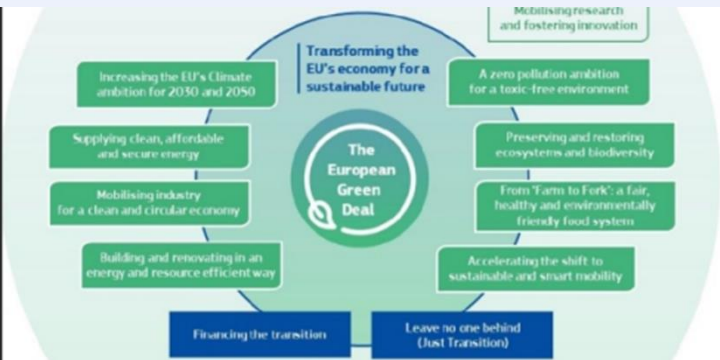 Mobilising research
and fostering innovation
Transforming the
EU's economy for a
sustainable future
Increasing the EU's Climate
ambition for 2030 and 2050
A zero pollution ambition
for a toxic-free environment
Supplying clean, affordable
and secure energy
The
European
Green
Deal
Preserving and restoring
ecosystems and biodiversity
Mobilising industry
for a clean and circular economy
From 'Farm to Fork': a fair,
healthy and environmentally
friendly food system
Building and renovating in an
energy and resource efficient way
Accelerating the shift to
sustainable and smart mobility
Financing the transition
Leave no one behind
(Just Transition)